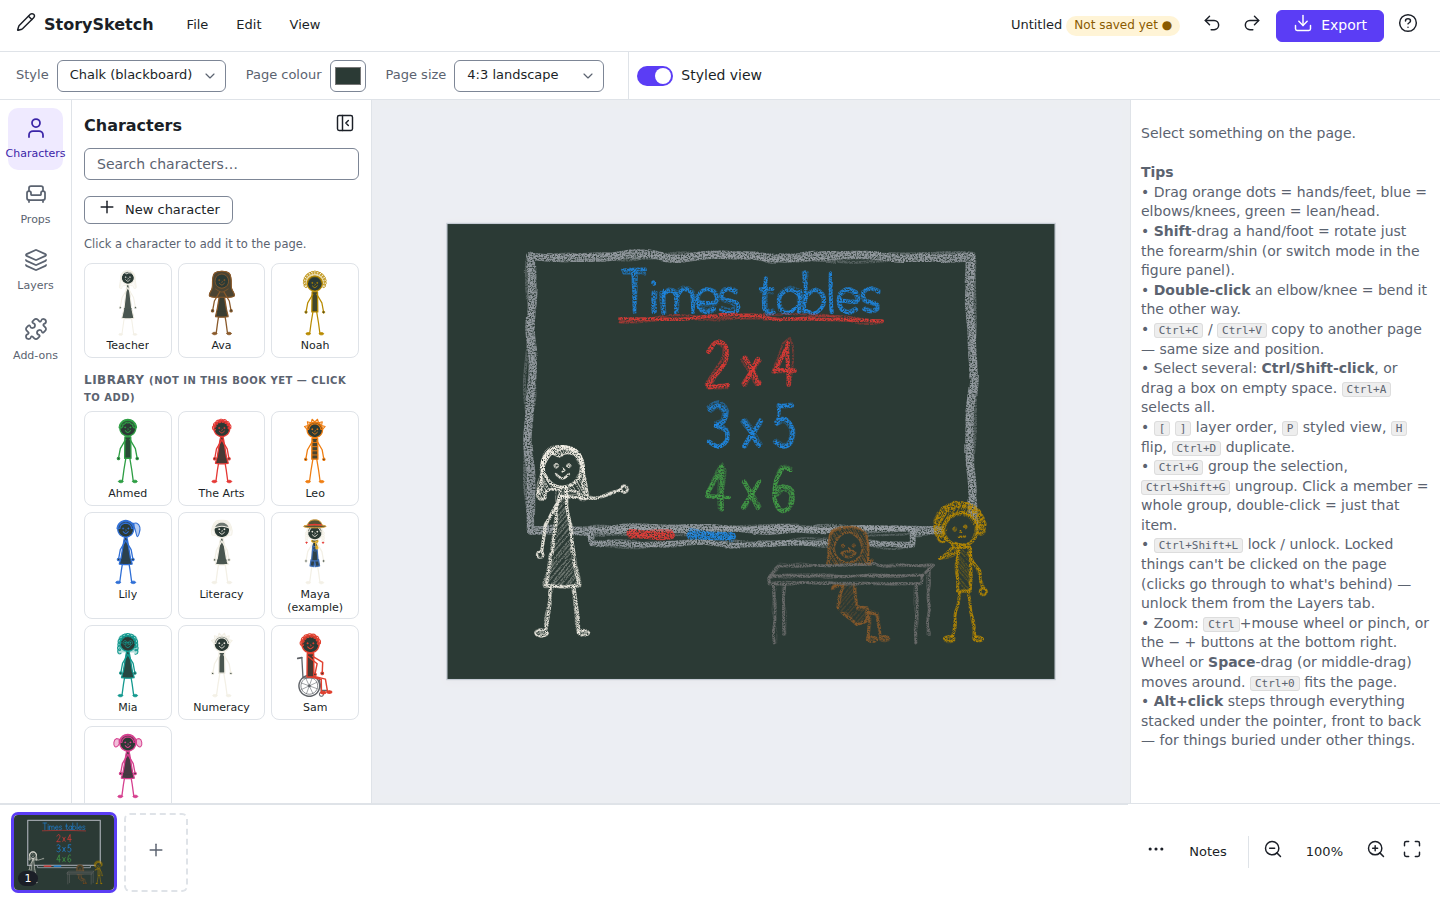 StorySketch
File
Edit
View
Untitled
Not saved yet
Export
Style
Chalk (blackboard)
Page colour
Page size
4:3 landscape
Styled view
Characters
Props
Layers
Add-ons
Characters
Search characters...
New character
Click a character to add it to the page.
Teacher
Ava
Noah
LIBRARY (NOT IN THIS BOOK YET — CLICK
TO ADD)
Ahmed
The Arts
Leo
Lily
Literacy
Maya
(example)
Mia
Numeracy
Sam
Times tables
2x4
3x5
4x6
Select something on the page.
Tips
• Drag orange dots = hands/feet, blue =
elbows/knees, green = lean/head.
• Shift-drag a hand/foot = rotate just
the forearm/shin (or switch mode in the
figure panel).
• Double-click an elbow/knee = bend it
the other way.
• Ctrl+C / Ctrl+V copy to another page
— same size and position.
• Select several: Ctrl/Shift-click, or
drag a box on empty space. Ctrl+A
selects all.
• [ ] layer order, P styled view, H
flip, Ctrl+D duplicate.
• Ctrl+G group the selection,
Ctrl+Shift+G ungroup. Click a member =
whole group, double-click = just that
item.
• Ctrl+Shift+L lock / unlock. Locked
things can't be clicked on the page
(clicks go through to what's behind) —
unlock them from the Layers tab.
• Zoom: Ctrl+mouse wheel or pinch, or
the − + buttons at the bottom right.
Wheel or Space-drag (or middle-drag)
moves around. Ctrl+0 fits the page.
• Alt+click steps through everything
stacked under the pointer, front to back
— for things buried under other things.
Times tables
2x4
3x5
4x6
1
Notes
100%